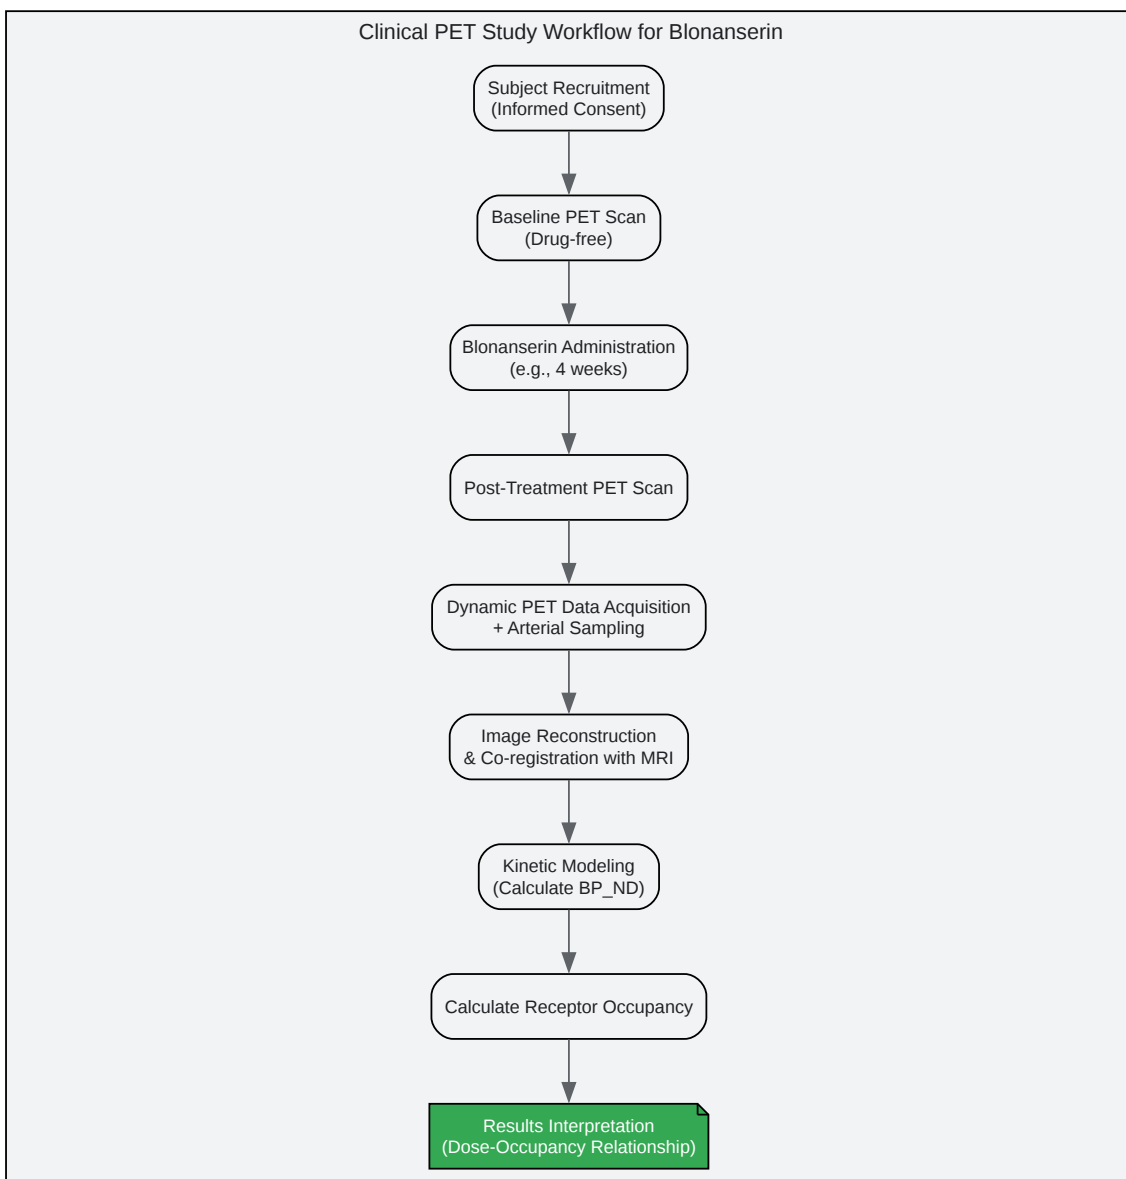 Clinical PET Study Workflow for Blonanserin
Subject Recruitment
(Informed Consent)
Baseline PET Scan
(Drug-free)
Blonanserin Administration
(e.g., 4 weeks)
Post-Treatment PET Scan
Dynamic PET Data Acquisition
+ Arterial Sampling
Image Reconstruction
& Co-registration with MRI
Kinetic Modeling
(Calculate BP_ND)
Calculate Receptor Occupancy
Results Interpretation
(Dose-Occupancy Relationship)